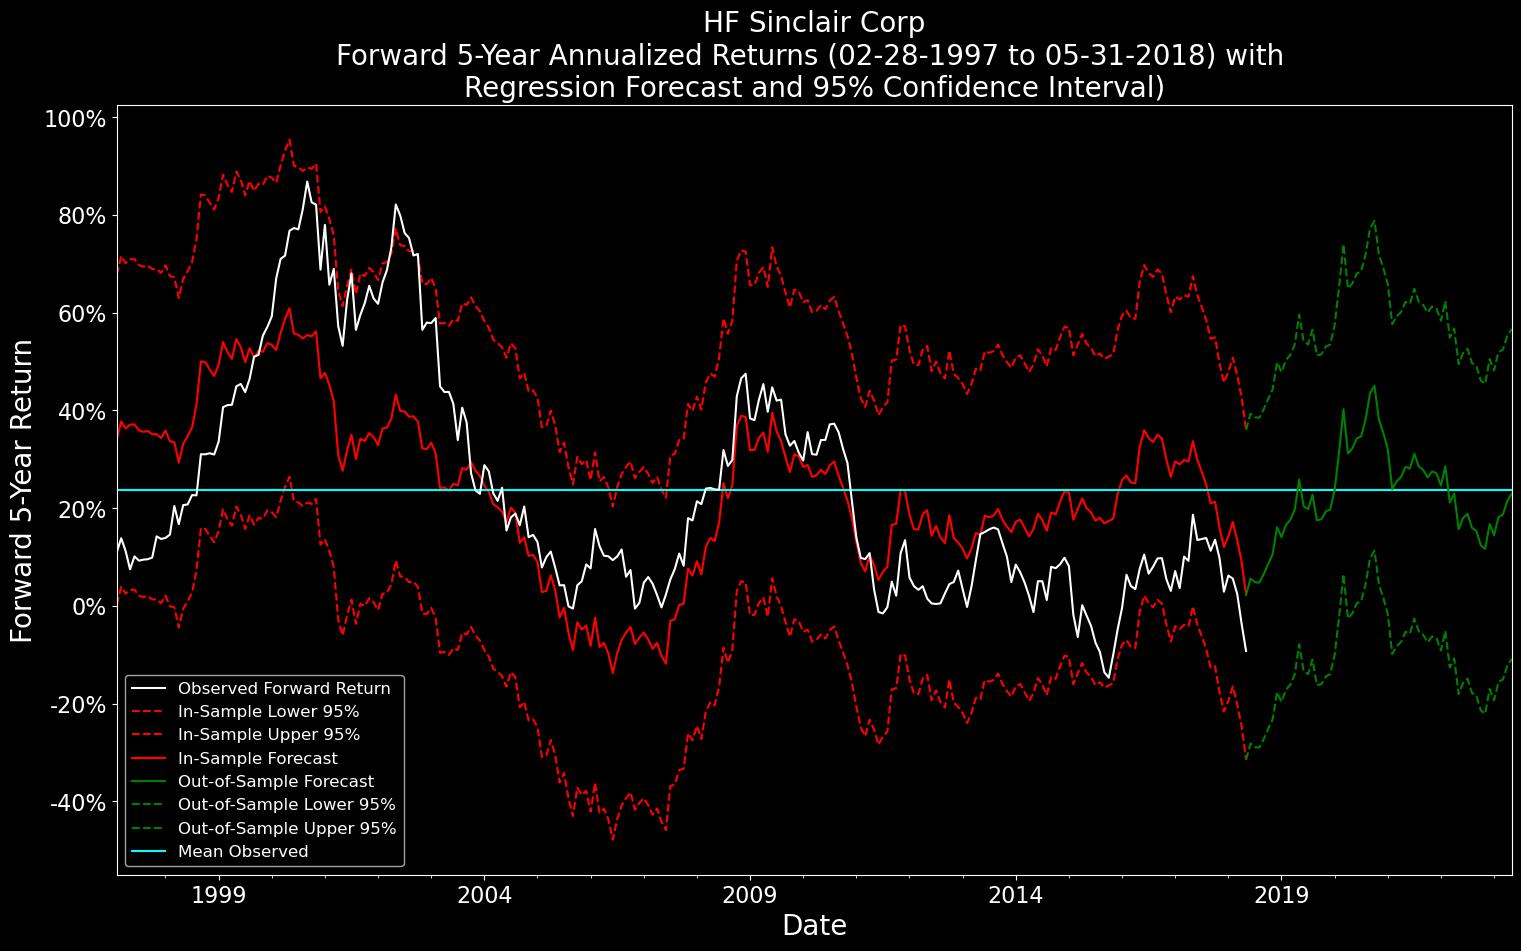 HF Sinclair Corp
Forward 5-Year Annualized Returns (02-28-1997 to 05-31-2018) with
Regression Forecast and 95% Confidence Interval)
Forward 5-Year Return
100%
80%
60%
40%
20%
0%
-20%
-40%
Observed Forward Return
In-Sample Lower 95%
In-Sample Upper 95%
In-Sample Forecast
Out-of-Sample Forecast
Out-of-Sample Lower 95%
Out-of-Sample Upper 95%
Mean Observed
1999 2004 2009 2014 2019
Date